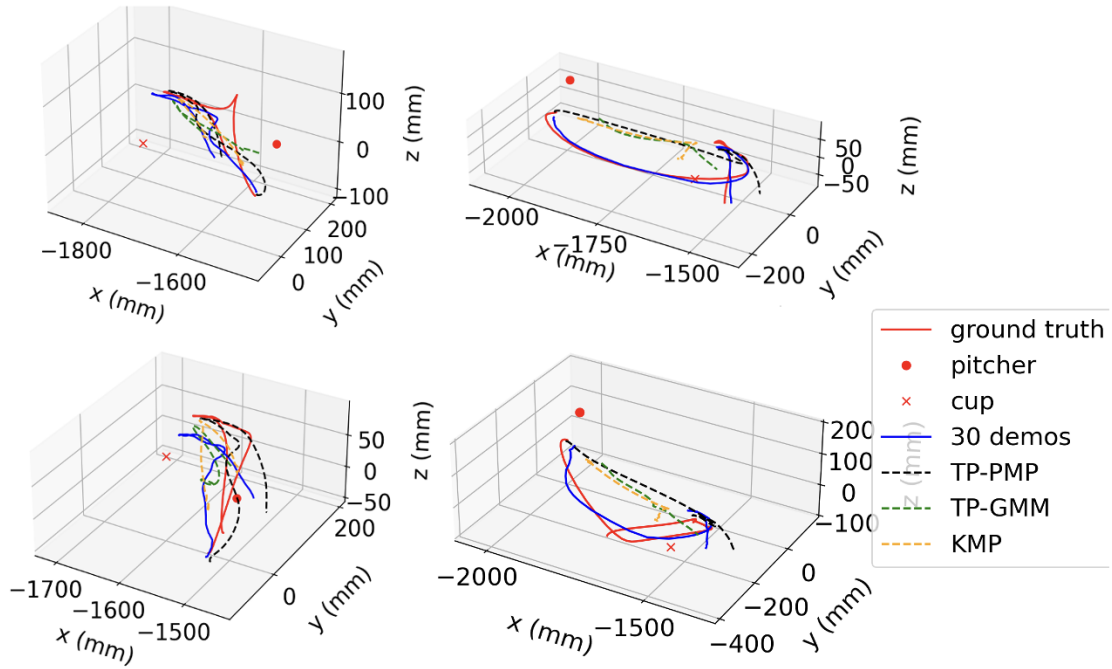 100
0
−100
z (mm)
−1800
−1600
x (mm)
0
100
200
y (mm)
50
0
−50
z (mm)
−2000
−1750
−1500
x (mm)
−200
0
y (mm)
50
0
−50
z (mm)
−1700
−1600
−1500
x (mm)
0
200
y (mm)
200
100
0
−100
z (mm)
−2000
−1500
x (mm)
−400
−200
0
y (mm)
ground truth
pitcher
cup
30 demos
TP-PMP
TP-GMM
KMP